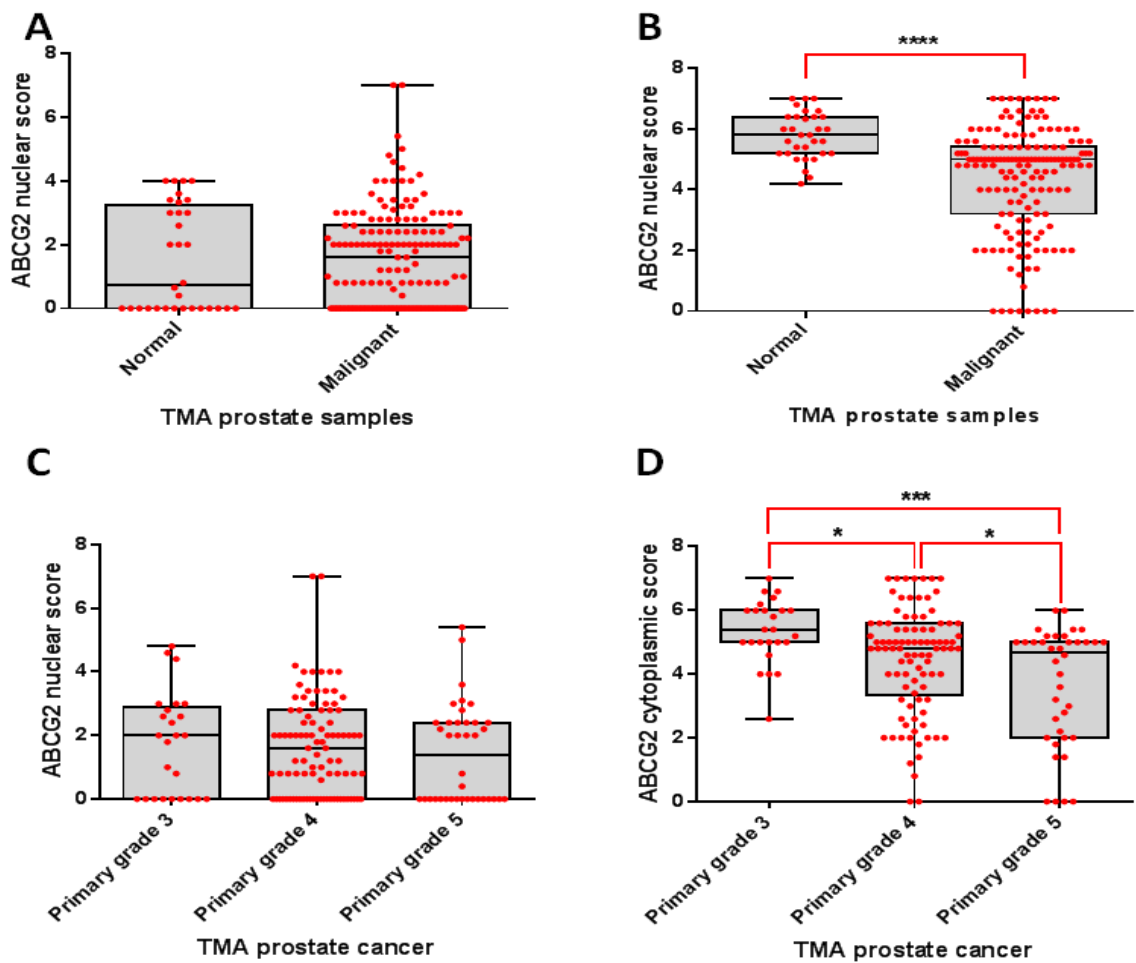 A
ABCG2 nuclear score
8
6
4
2
0
Normal
Malignant
TMA prostate samples
B
****
ABCG2 nuclear score
8
6
4
2
0
Normal
Malignant
TMA prostate samples
C
ABCG2 nuclear score
8
6
4
2
0
Primary grade 3
Primary grade 4
Primary grade 5
TMA prostate cancer
D
***
*
*
ABCG2 cytoplasmic score
8
6
4
2
0
Primary grade 3
Primary grade 4
Primary grade 5
TMA prostate cancer